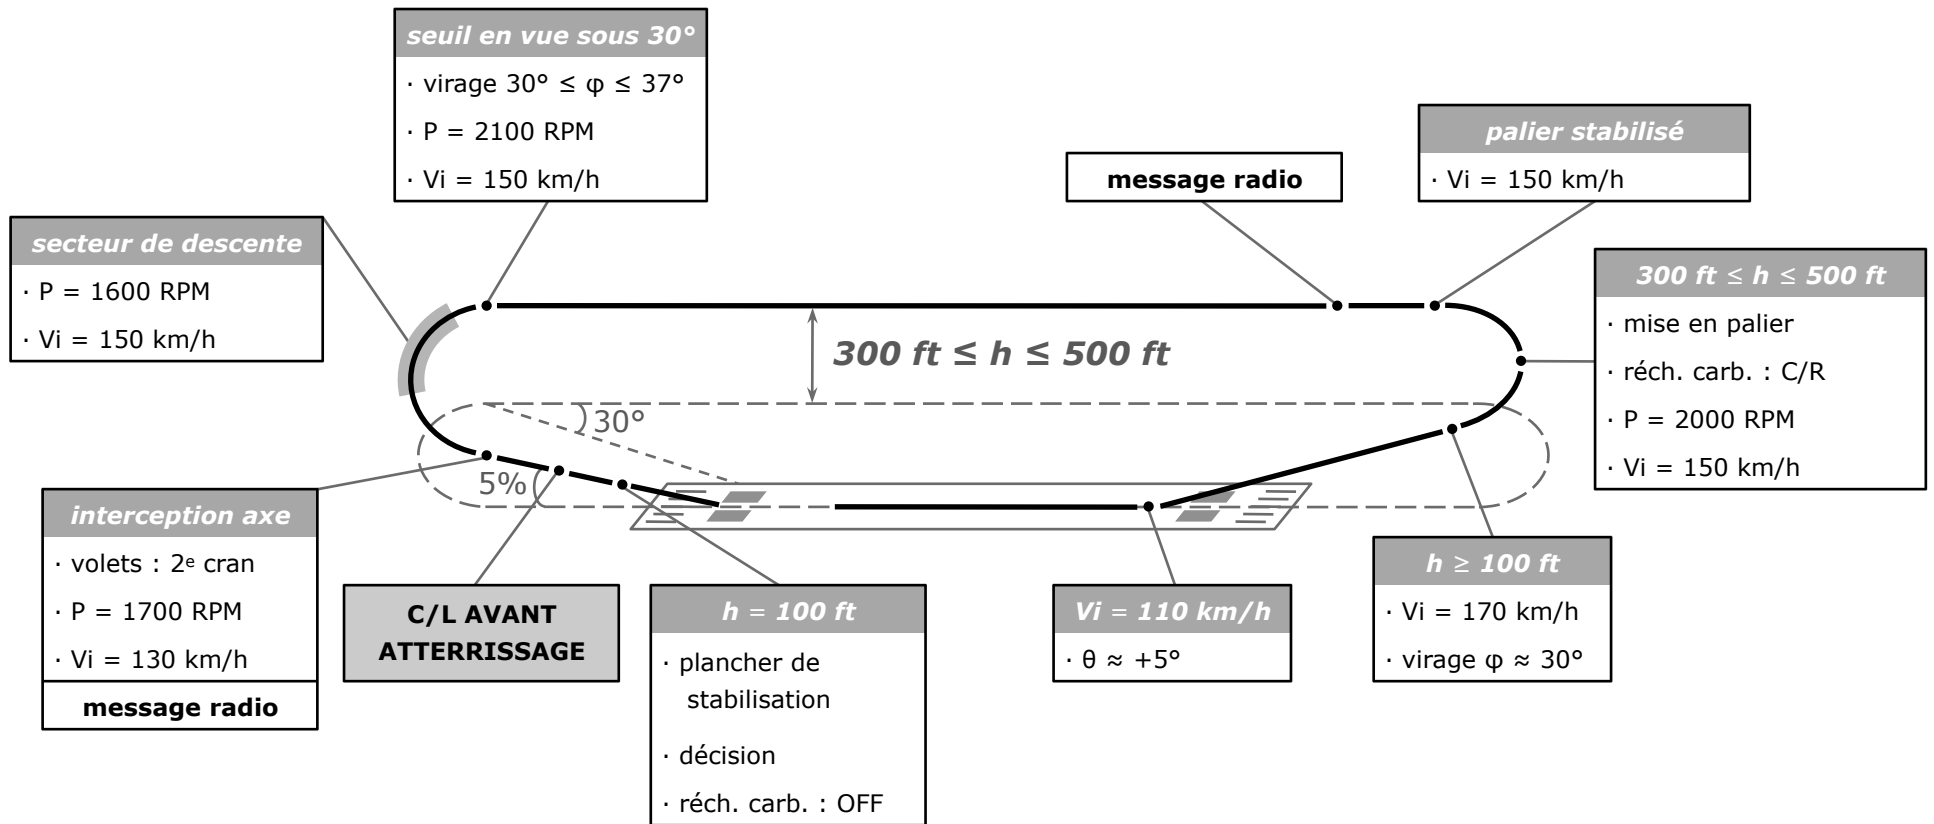 seuil en vue sous 30°
· virage 30° ≤ φ ≤ 37°
· P = 2100 RPM
· Vi = 150 km/h
palier stabilisé
· Vi = 150 km/h
message radio
secteur de descente
· P = 1600 RPM
· Vi = 150 km/h
300 ft ≤ h ≤ 500 ft
· mise en palier
· réch. carb. : C/R
· P = 2000 RPM
· Vi = 150 km/h
300 ft ≤ h ≤ 500 ft
30°
5%
interception axe
· volets : 2e cran
· P = 1700 RPM
· Vi = 130 km/h
message radio
C/L AVANT
ATTERRISSAGE
h = 100 ft
· plancher de
stabilisation
· décision
· réch. carb. : OFF
Vi = 110 km/h
· θ ≈ +5°
h ≥ 100 ft
· Vi = 170 km/h
· virage φ ≈ 30°